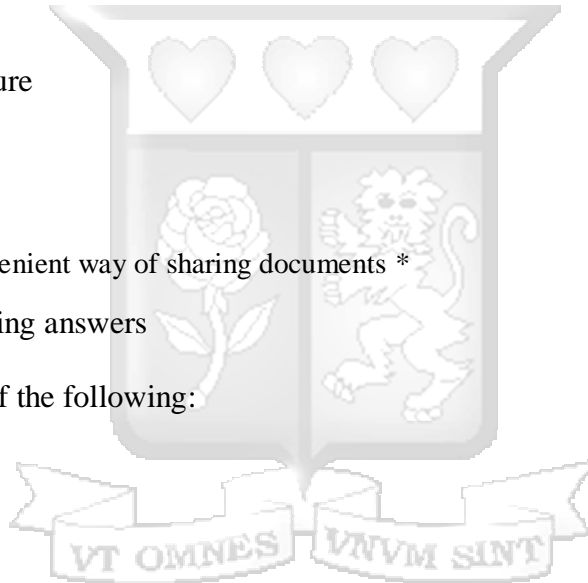 ure
enient way of sharing documents *
ing answers
f the following:
VT OMNES VNVM SINT